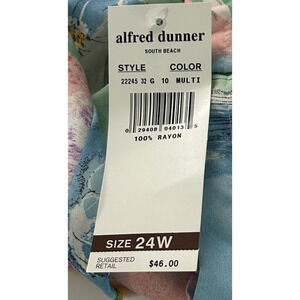 alfred dunner
SOUTH BEACH
STYLE COLOR
22245 32 G 10 MULTI
0 29408 04013 5
100% RAYON
SIZE 24W
SUGGESTED
RETAIL $46.00